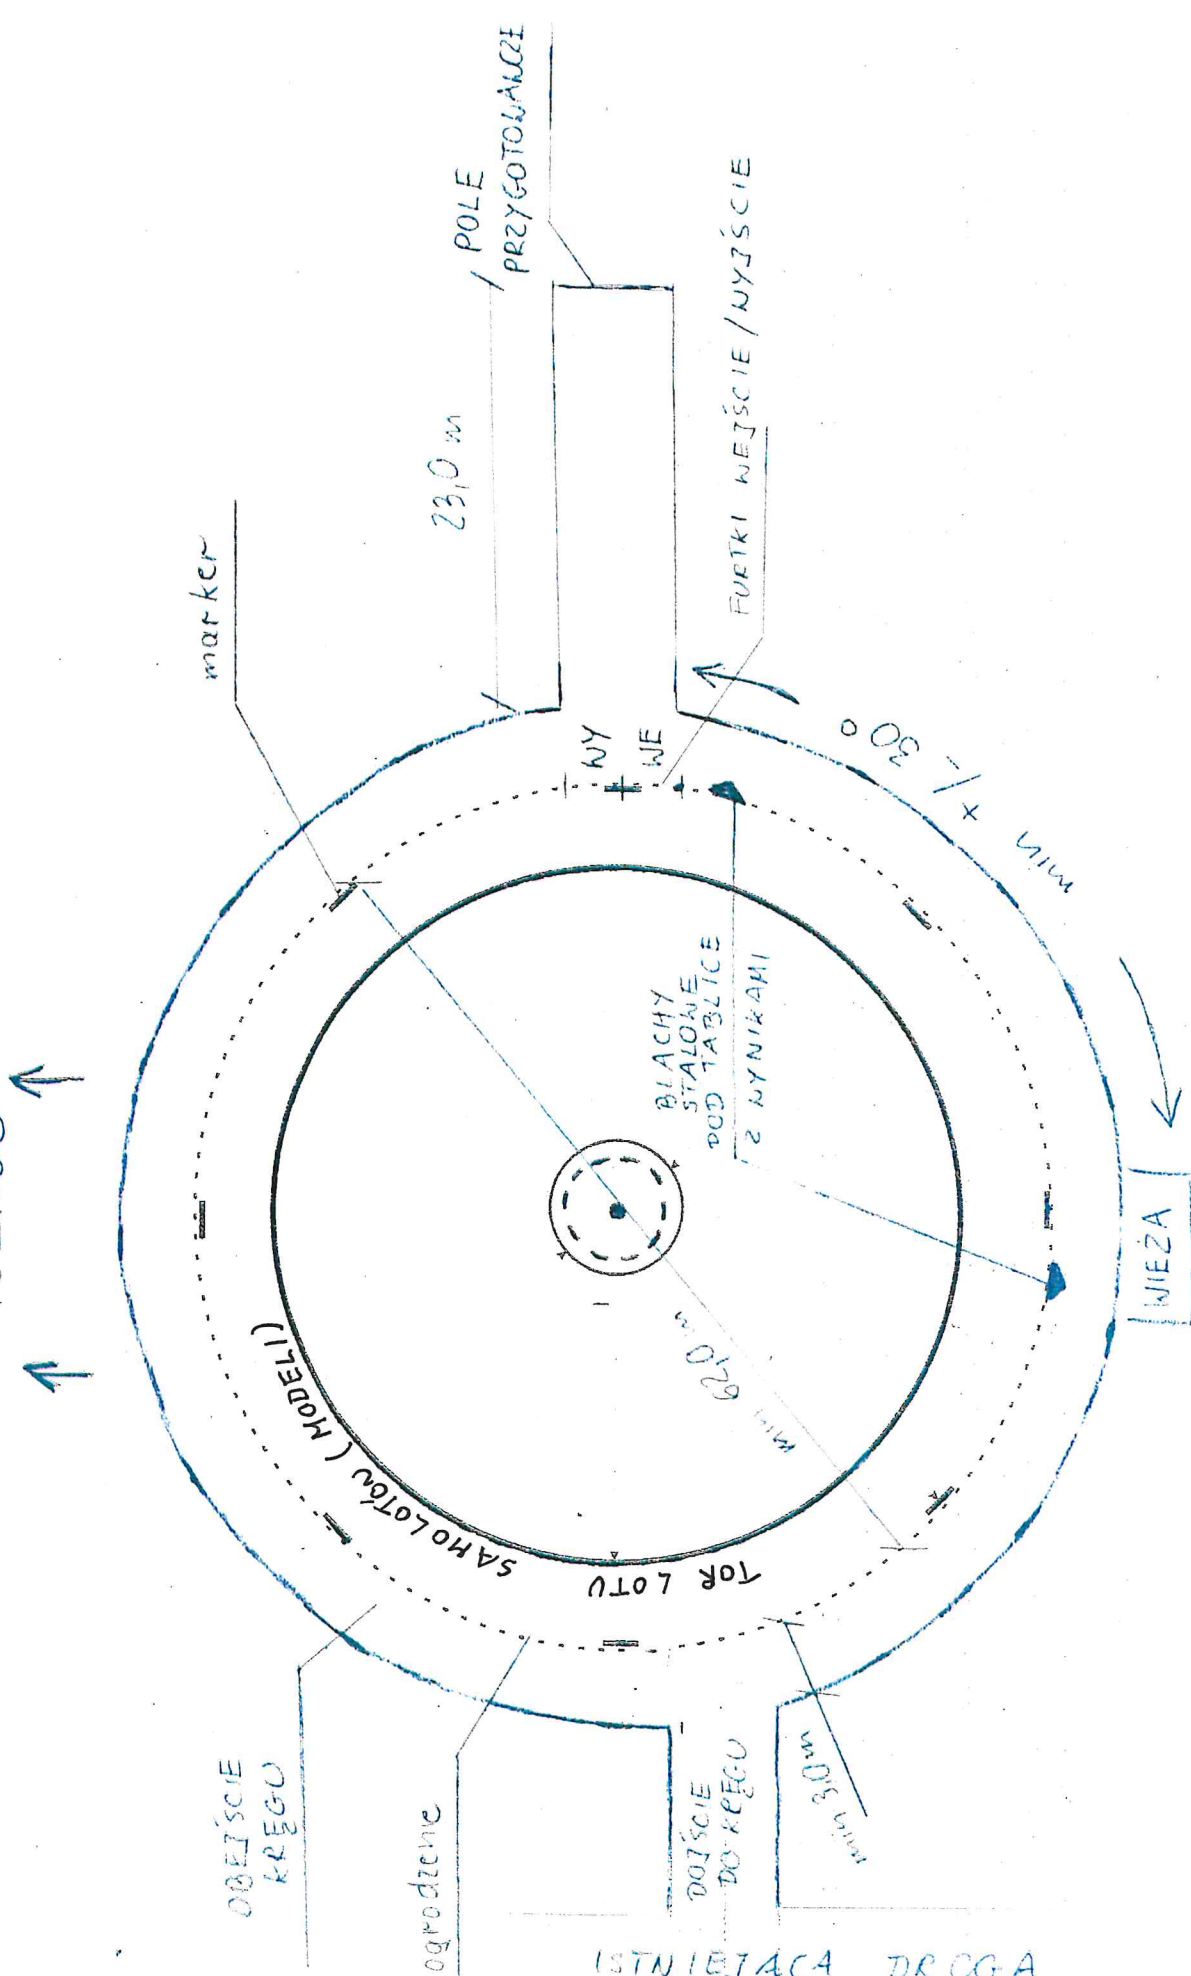 / POLE
PRZYGOTOWAWCZE
23,0 m
marker
FURTKI WEJŚCIE / WYJŚCIE
WY
WE
min +/- 30°
BLACHY
STALOWE
POD TABLICE
Z WYNIKAMI
min 62,0 m
WIEŻA
TOR LOTU SAMOLOTÓW (MODELI)
OBEJŚCIE
KRĘGU
ogrodzenie
DOJŚCIE
DO KRĘGU
min 3,0 m
ISTNIEJĄCA DROGA